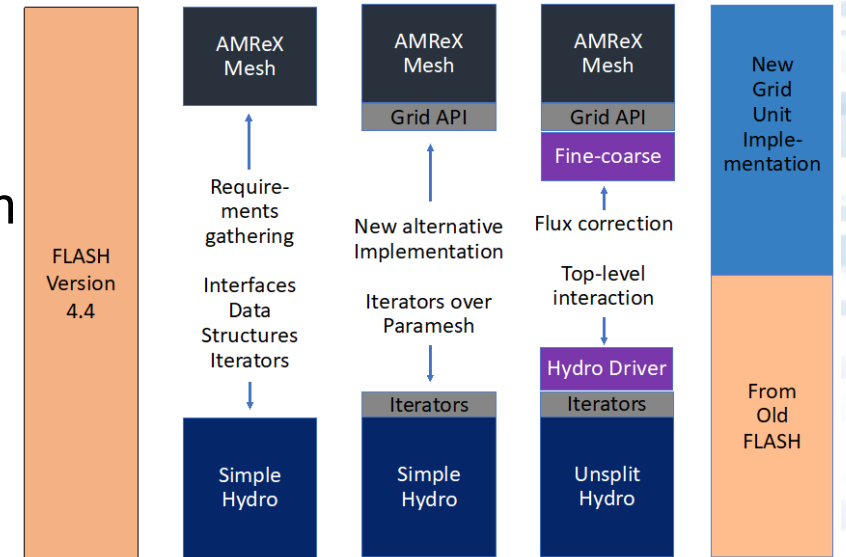 n
FLASH
Version
4.4
AMReX
Mesh
Require-
ments
gathering
Interfaces
Data
Structures
Iterators
Simple
Hydro
AMReX
Mesh
Grid API
New alternative
Implementation
Iterators over
Paramesh
Iterators
Simple
Hydro
AMReX
Mesh
Grid API
Fine-coarse
Flux correction
Top-level
interaction
Hydro Driver
Iterators
Unsplit
Hydro
New
Grid
Unit
Imple-
mentation
From
Old
FLASH